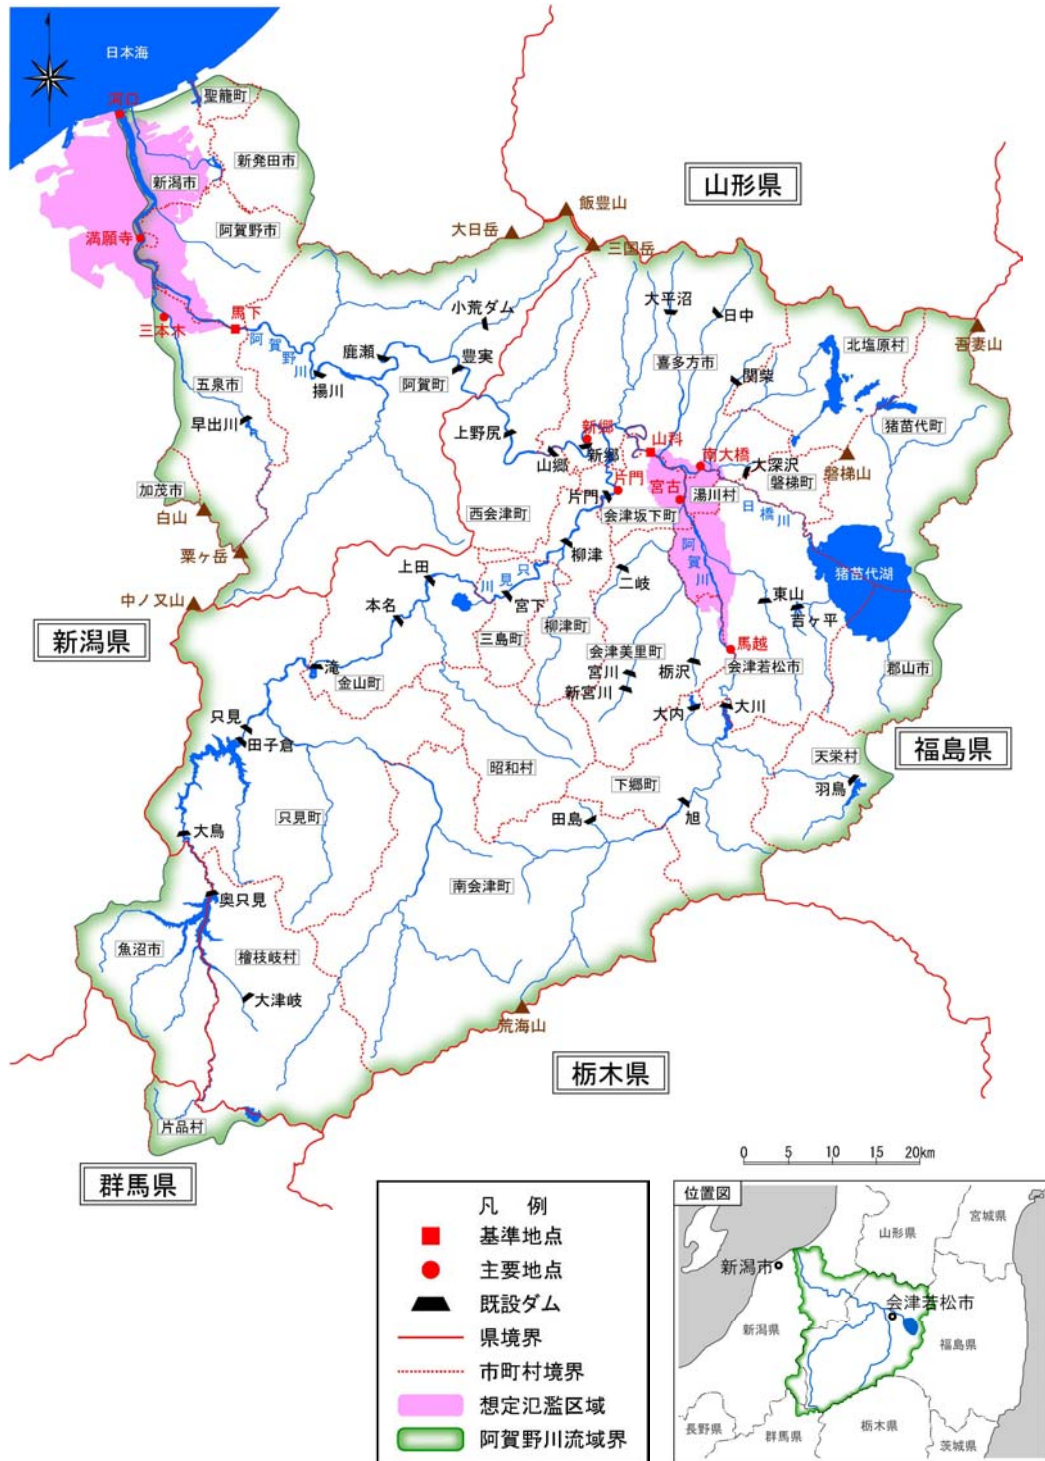 日本海
河口
聖籠町
新発田市
新潟市
山形県
飯豊山
阿賀野市
大日岳
満願寺
三国岳
小荒ダム
大平沼
日中
馬下
三本木
阿賀野川
鹿瀬
豊実
喜多方市
北塩原村
吾妻山
揚川
阿賀町
関柴
五泉市
猪苗代町
早出川
上野尻
新郷
山科
新郷
南大橋
山郷
大深沢
磐梯山
片門
磐梯町
加茂市
片門
宮古
湯川村
白山
西会津町
会津坂下町
日橋川
栗ヶ岳
柳津
阿賀川
上田
只見川
二岐
猪苗代湖
中ノ又山
本名
宮下
東山
吉ヶ平
新潟県
三島町
柳津町
会津美里町
馬越
滝
金山町
宮川
栃沢
会津若松市
郡山市
新宮川
只見
大内
大川
田子倉
福島県
昭和村
天栄村
下郷町
羽鳥
只見町
田島
旭
大鳥
南会津町
奥只見
魚沼市
檜枝岐村
大津岐
荒海山
栃木県
片品村
群馬県
0 5 10 15 20km
凡 例
基準地点
主要地点
既設ダム
県境界
市町村境界
想定氾濫区域
阿賀野川流域界
位置図
宮城県
山形県
新潟市
会津若松市
新潟県
福島県
長野県
群馬県
栃木県
茨城県